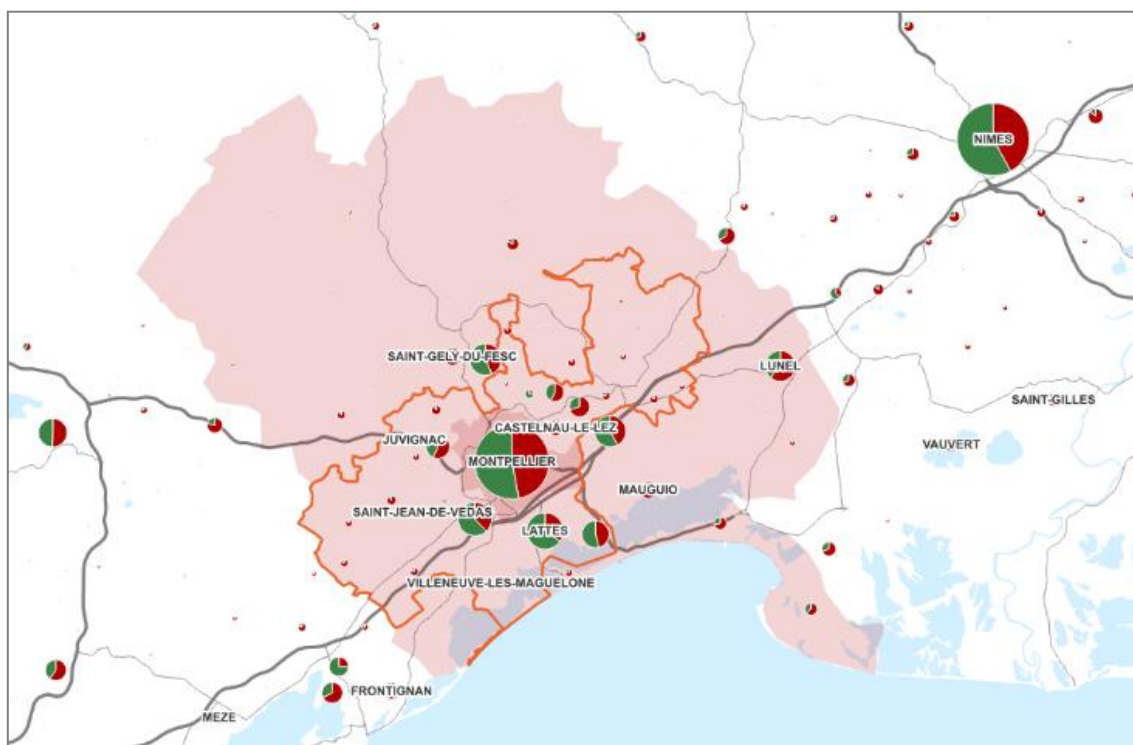 NIMES
SAINT-GELY-DU-FESC
LUNEL
SAINT-GILLES
CASTELNAU-LE-LEZ
JUVIGNAC
VAUVERT
MONTPELLIER
MAUGUIO
SAINT-JEAN-DE-VEDAS
LATTES
VILLENEUVE-LES-MAGUELONE
FRONTIGNAN
MEZE